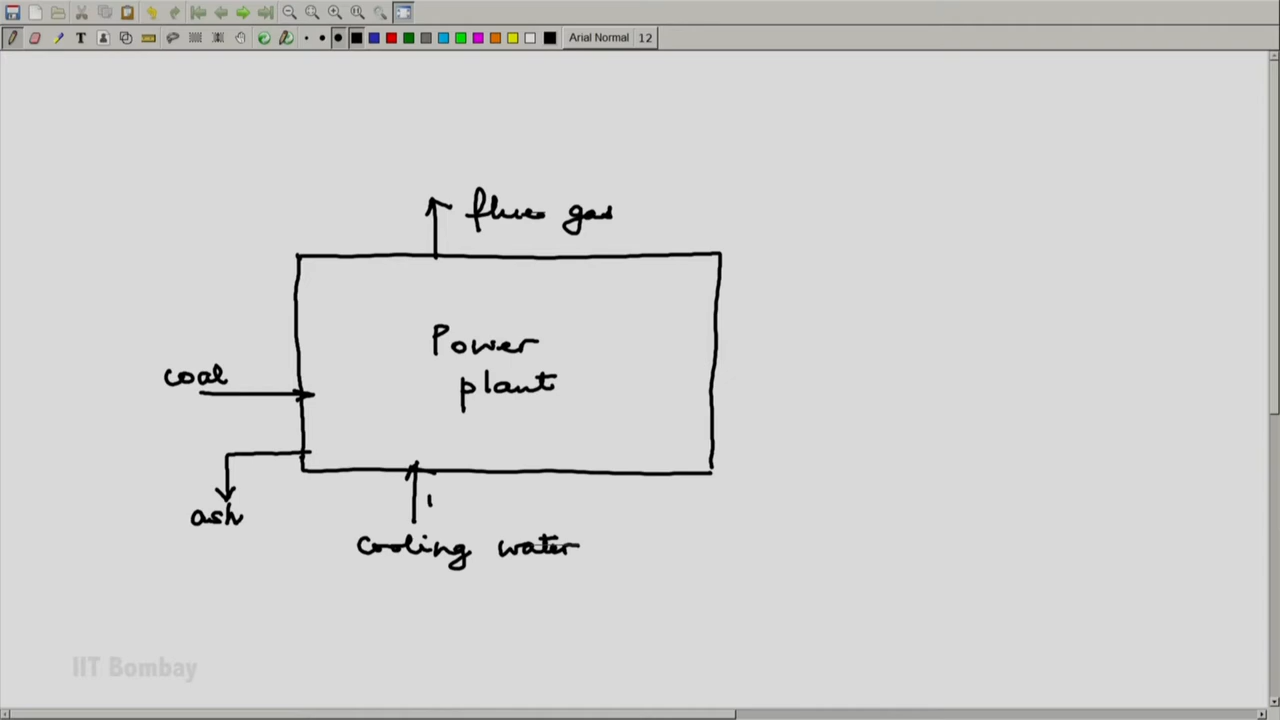 Arial Normal 12
flue gas
Power
plant
coal
ash
cooling water
IIT Bombay